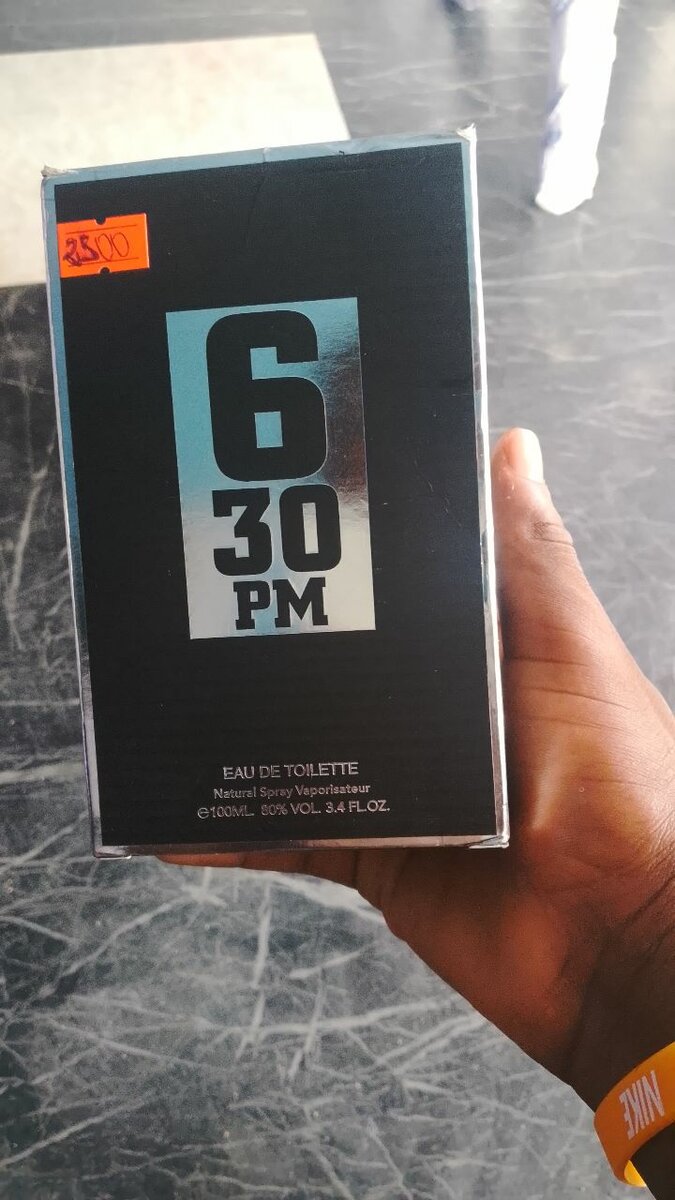 2500
6
30
PM
EAU DE TOILETTE
Natural Spray Vaporisateur
℮100ML. 80% VOL. 3.4 FL.OZ.
NIKE